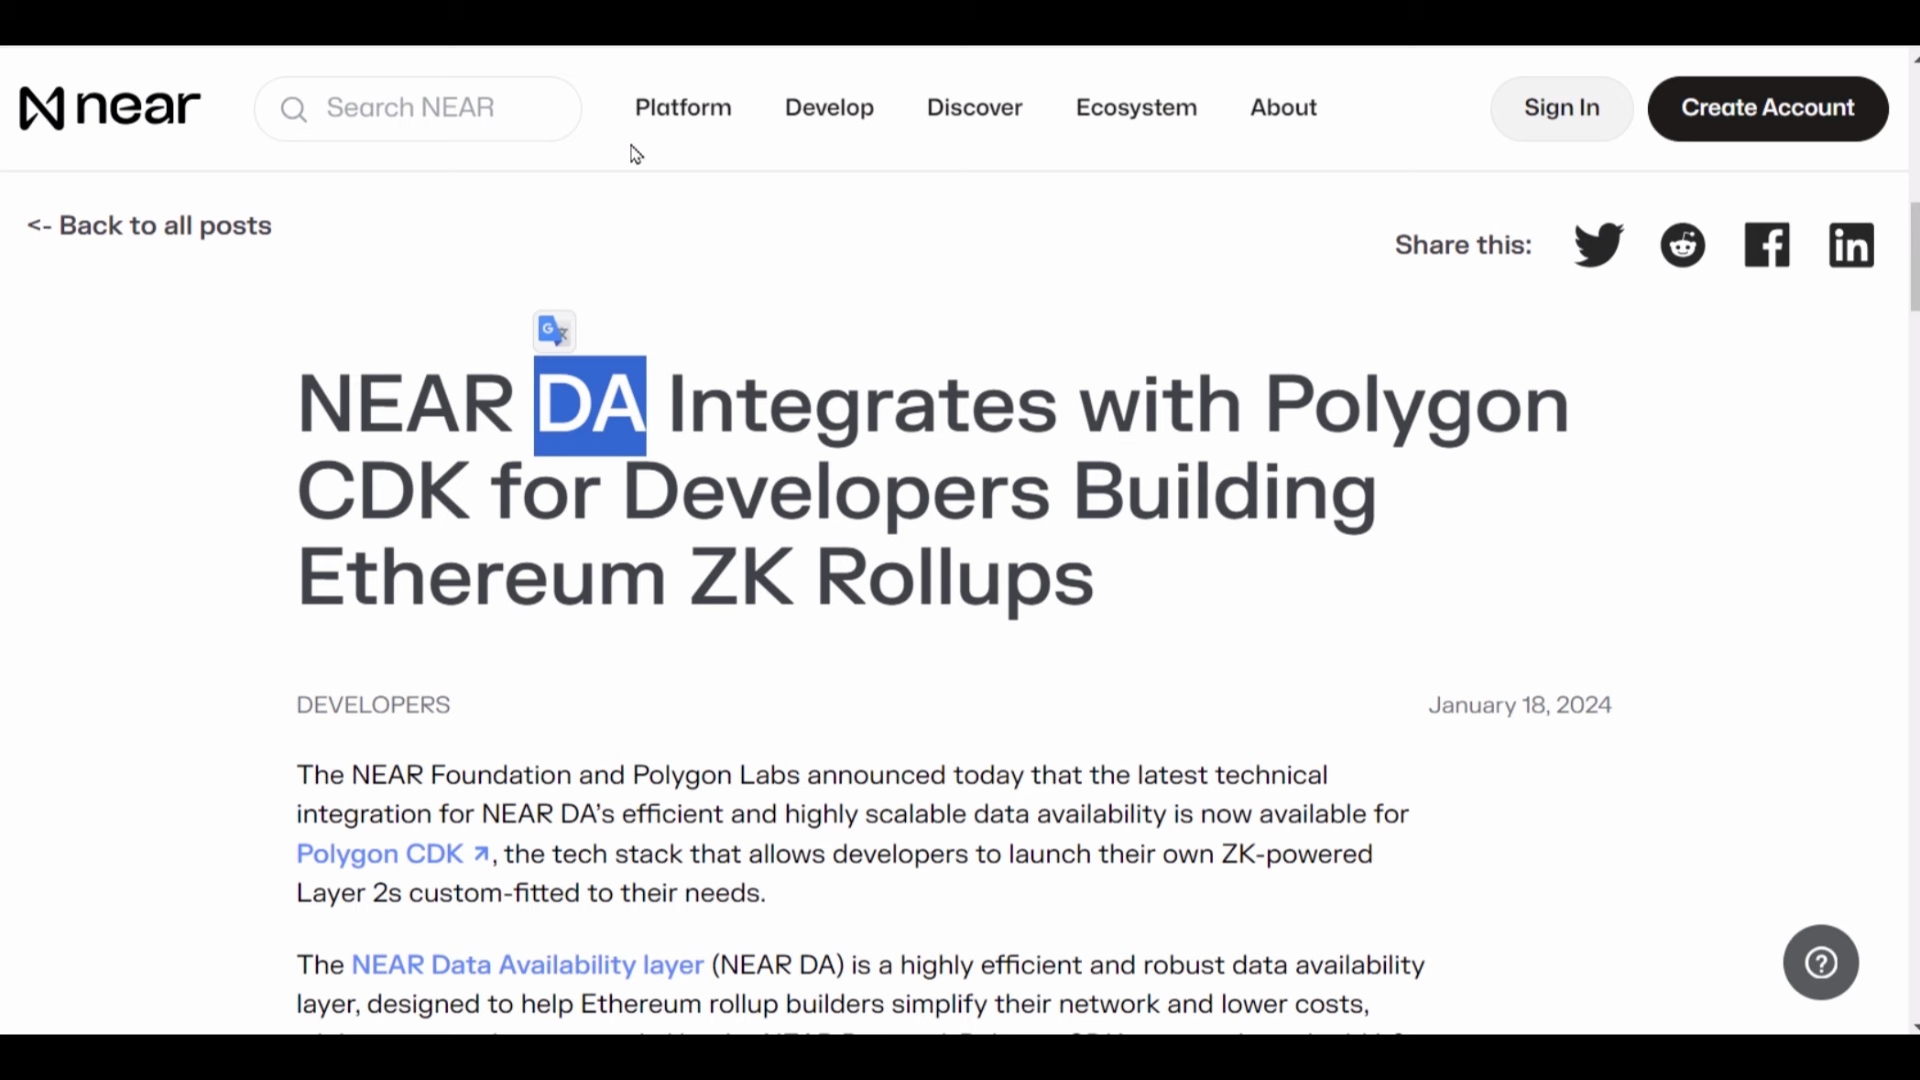 near
Search NEAR
Platform
Develop
Discover
Ecosystem
About
Sign In
Create Account
<- Back to all posts
Share this:
NEAR DA Integrates with Polygon
CDK for Developers Building
Ethereum ZK Rollups
DEVELOPERS
January 18, 2024
The NEAR Foundation and Polygon Labs announced today that the latest technical
integration for NEAR DA’s efficient and highly scalable data availability is now available for
Polygon CDK ↗, the tech stack that allows developers to launch their own ZK-powered
Layer 2s custom-fitted to their needs.
The NEAR Data Availability layer (NEAR DA) is a highly efficient and robust data availability
layer, designed to help Ethereum rollup builders simplify their network and lower costs,